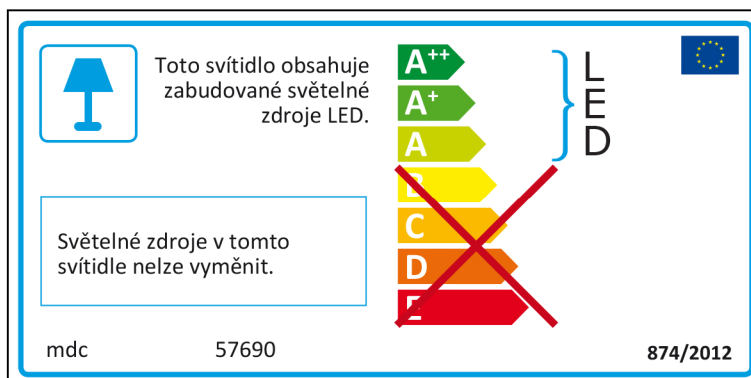 Toto svítidlo obsahuje
zabudované světelné
zdroje LED.
Světelné zdroje v tomto
svítidle nelze vyměnit.
A++
A+
A
B
C
D
E
L
E
D
mdc 57690
874/2012